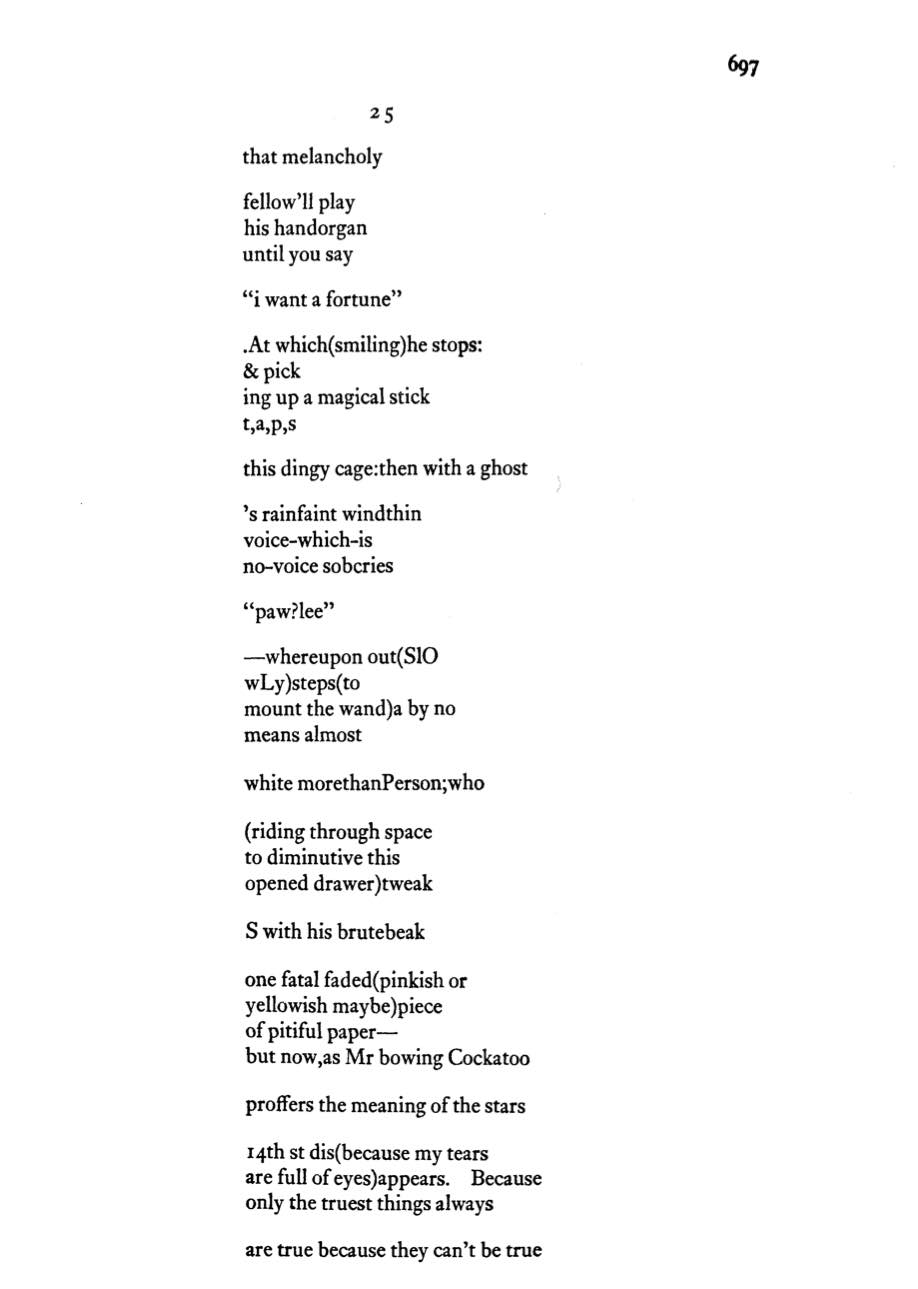 697
25
that melancholy
fellow'll play
his handorgan
until you say
“i want a fortune”
.At which(smiling)he stops:
& pick
ing up a magical stick
t,a,p,s
this dingy cage:then with a ghost
's rainfaint windthin
voice-which-is
no-voice sobcries
“paw?lee”
—whereupon out(SlO
wLy)steps(to
mount the wand)a by no
means almost
white morethanPerson;who
(riding through space
to diminutive this
opened drawer)tweak
S with his brutebeak
one fatal faded(pinkish or
yellowish maybe)piece
of pitiful paper—
but now,as Mr bowing Cockatoo
proffers the meaning of the stars
14th st dis(because my tears
are full of eyes)appears. Because
only the truest things always
are true because they can't be true